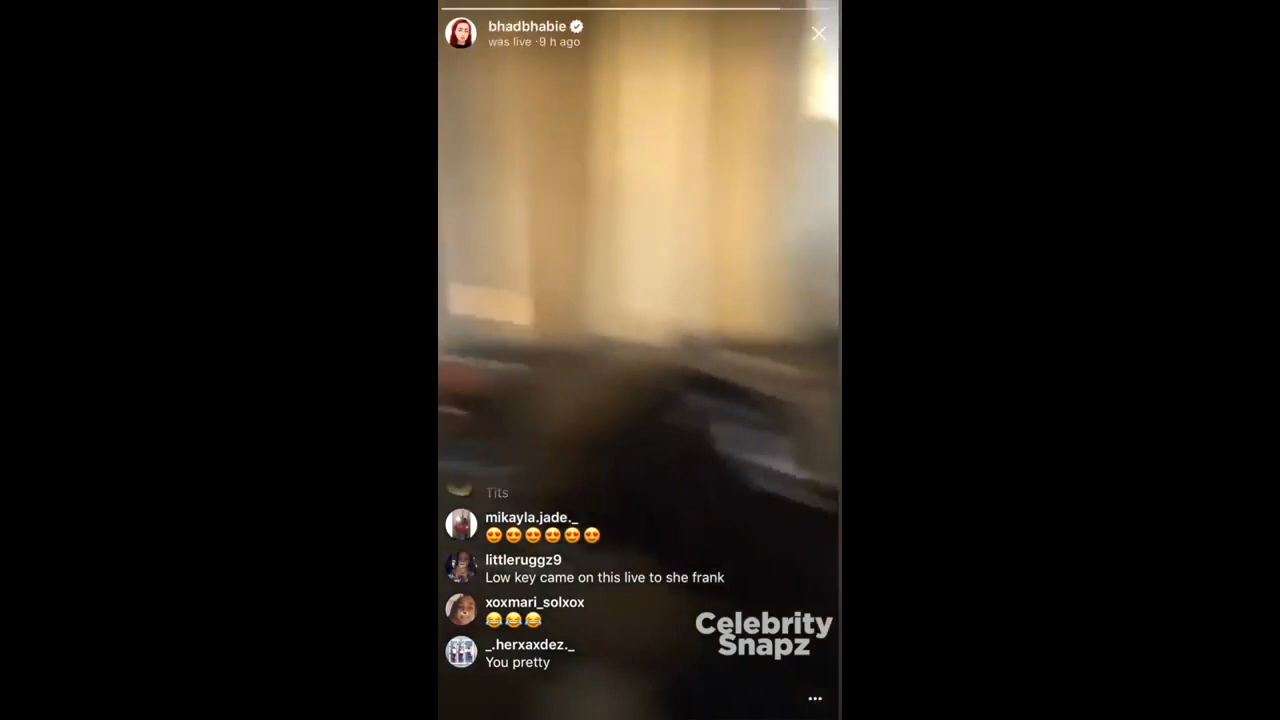 bhadbhabie
was live · 9 h ago
Tits
mikayla.jade._
😍😍😍😍😍😍
littleruggz9
Low key came on this live to she frank
xoxmari_solxox
😂😂😂
_.herxaxdez._
You pretty
Celebrity
Snapz